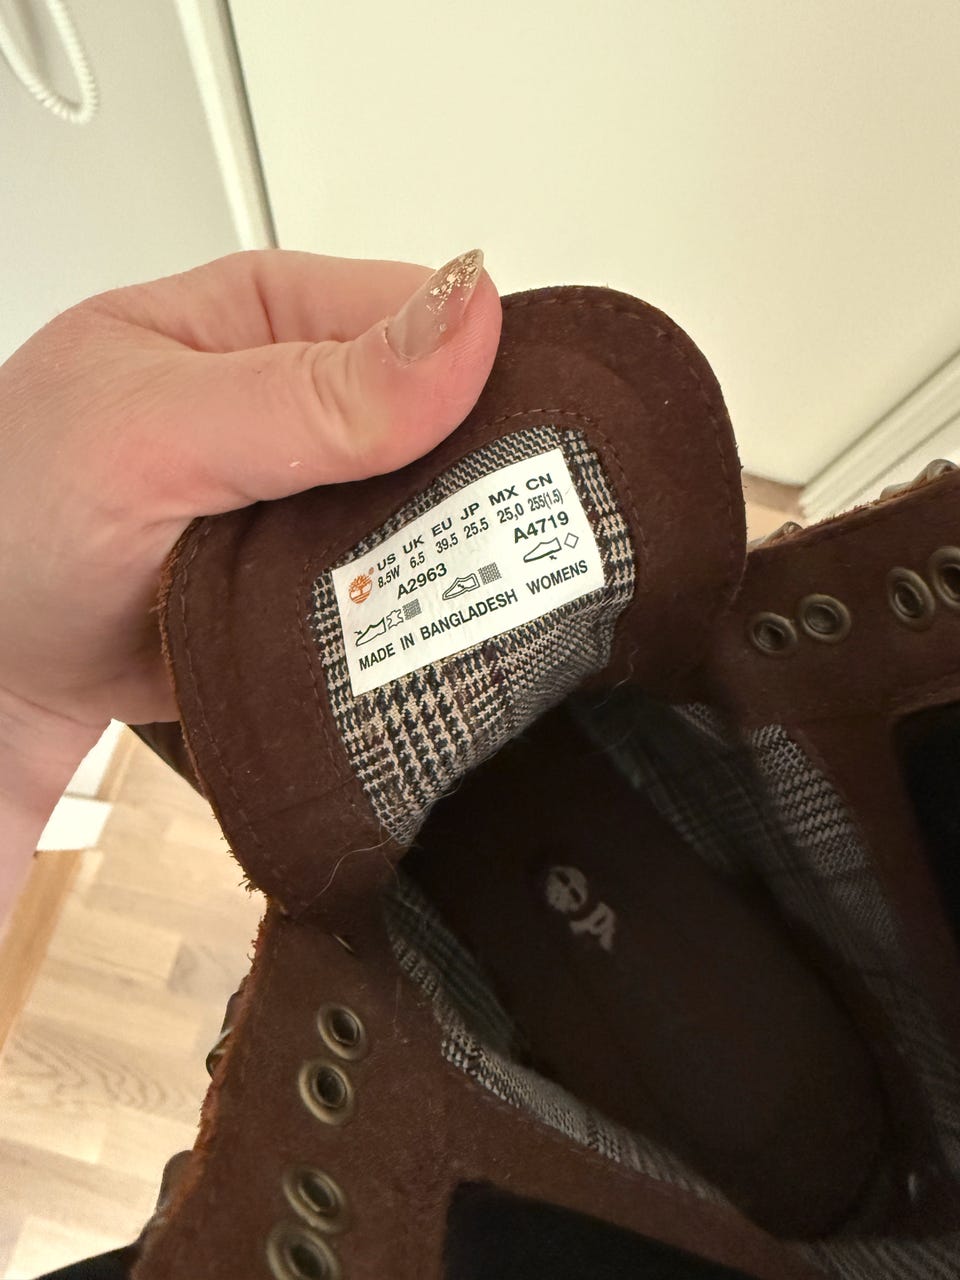 US UK EU JP MX CN
8.5W 6.5 39.5 25.5 25,0 255(1.5)
A2963 A4719
MADE IN BANGLADESH WOMENS
A